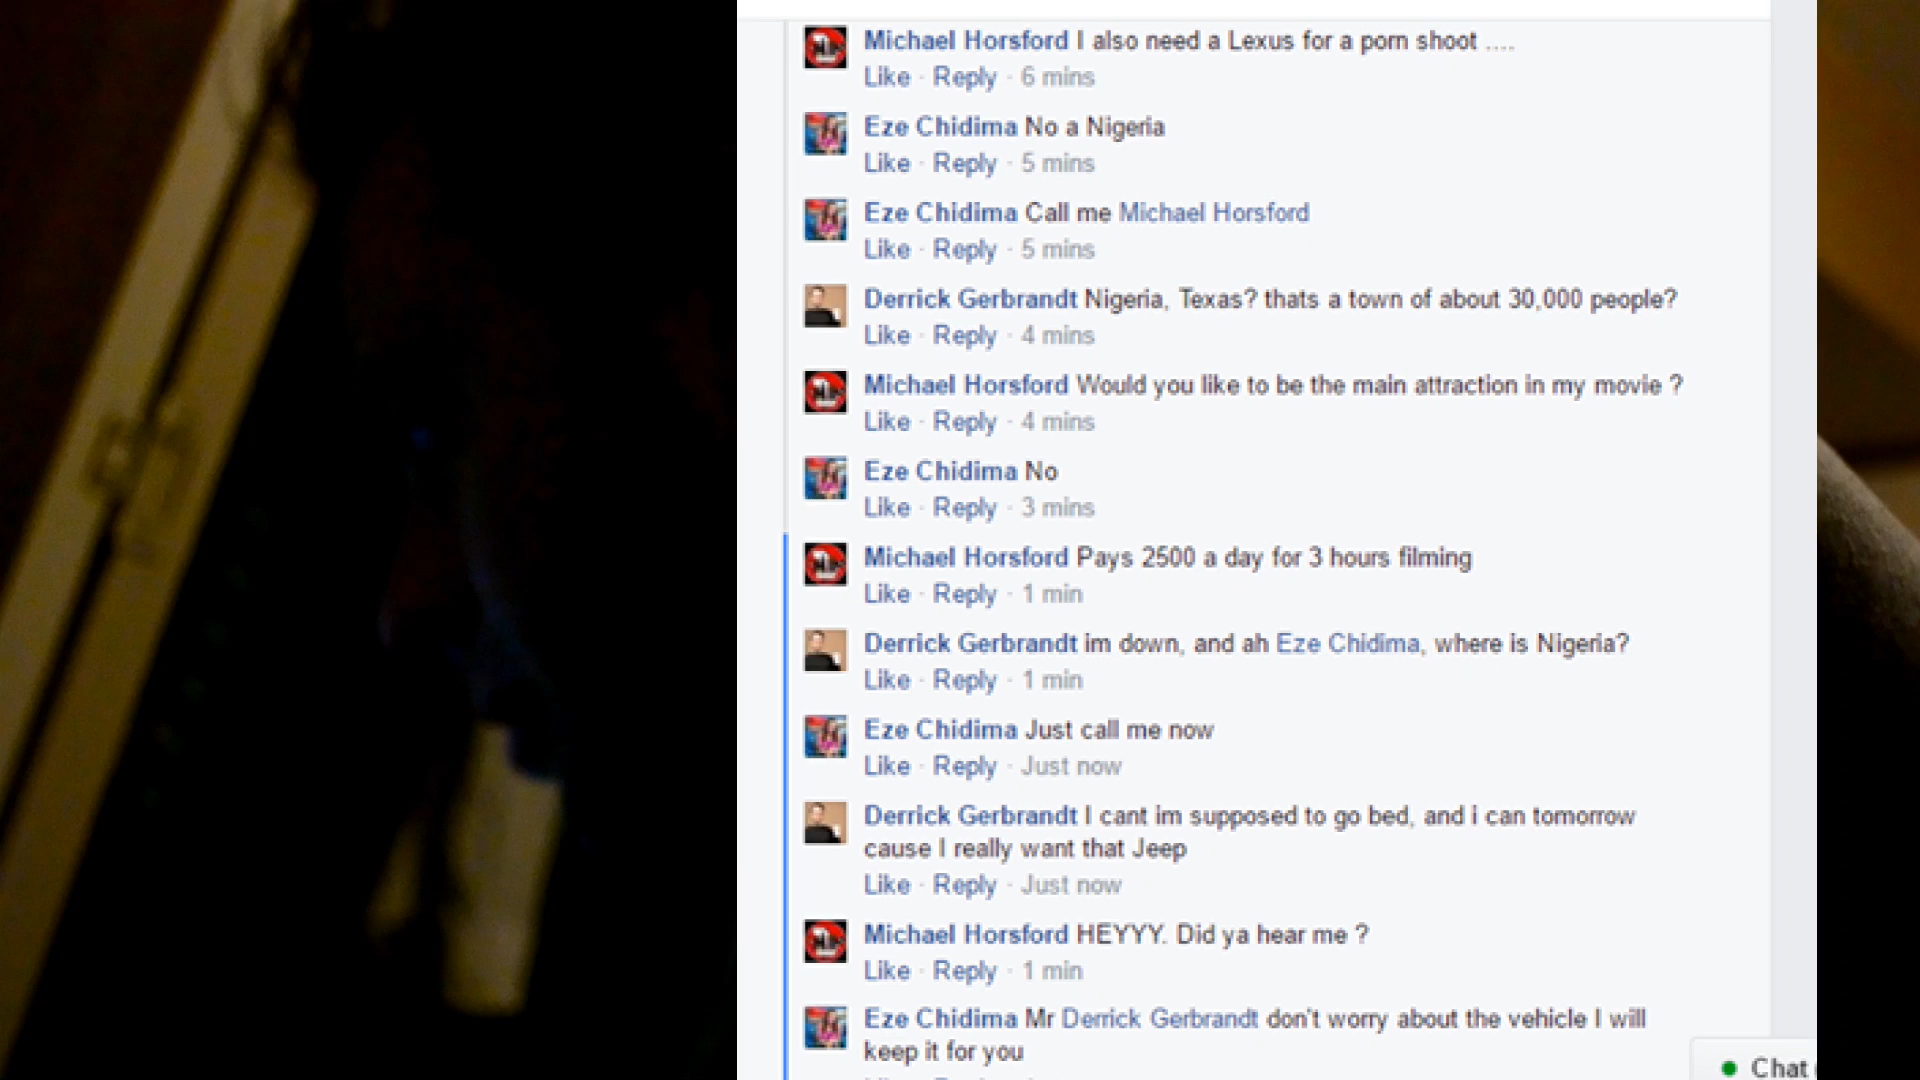 Michael Horsford I also need a Lexus for a porn shoot ....
Like · Reply · 6 mins
Eze Chidima No a Nigeria
Like · Reply · 5 mins
Eze Chidima Call me Michael Horsford
Like · Reply · 5 mins
Derrick Gerbrandt Nigeria, Texas? thats a town of about 30,000 people?
Like · Reply · 4 mins
Michael Horsford Would you like to be the main attraction in my movie ?
Like · Reply · 4 mins
Eze Chidima No
Like · Reply · 3 mins
Michael Horsford Pays 2500 a day for 3 hours filming
Like · Reply · 1 min
Derrick Gerbrandt im down, and ah Eze Chidima, where is Nigeria?
Like · Reply · 1 min
Eze Chidima Just call me now
Like · Reply · Just now
Derrick Gerbrandt I cant im supposed to go bed, and i can tomorrow
cause I really want that Jeep
Like · Reply · Just now
Michael Horsford HEYYY. Did ya hear me ?
Like · Reply · 1 min
Eze Chidima Mr Derrick Gerbrandt don't worry about the vehicle I will
keep it for you
Chat